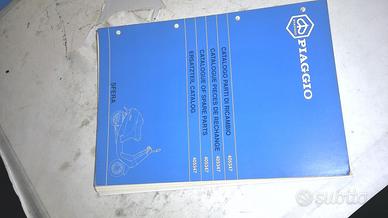 PIAGGIO
CATALOGO PARTI DI RICAMBIO 405347
CATALOGUE PIECES DE RECHANGE 405347
CATALOGUE OF SPARE PARTS 405347
ERSATZTEIL CATALOG 405347
SFERA
subito